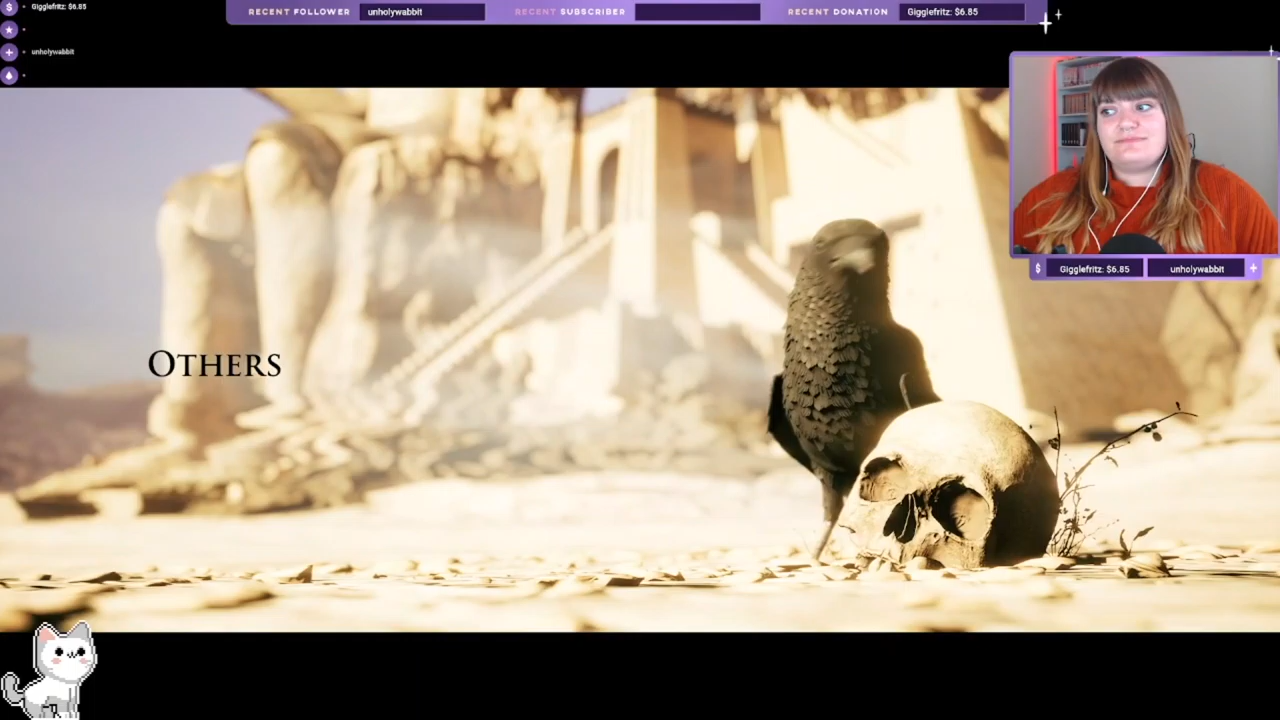 $ • Gigglefritz: $6.85
unholywabbit
RECENT FOLLOWER unholywabbit RECENT SUBSCRIBER RECENT DONATION Gigglefritz: $6.85
$ Gigglefritz: $6.85 unholywabbit +
OTHERS